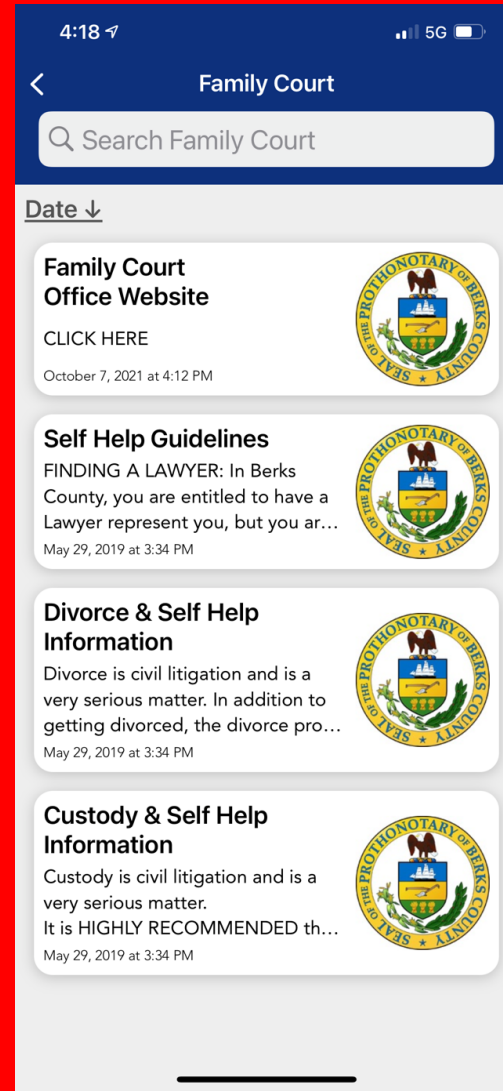 4:18
5G
Family Court
Search Family Court
Date ↓
Family Court
Office Website
CLICK HERE
October 7, 2021 at 4:12 PM
SEAL OF THE PROTHONOTARY OF BERKS COUNTY
Self Help Guidelines
FINDING A LAWYER: In Berks
County, you are entitled to have a
Lawyer represent you, but you ar...
May 29, 2019 at 3:34 PM
SEAL OF THE PROTHONOTARY OF BERKS COUNTY
Divorce & Self Help
Information
Divorce is civil litigation and is a
very serious matter. In addition to
getting divorced, the divorce pro...
May 29, 2019 at 3:34 PM
SEAL OF THE PROTHONOTARY OF BERKS COUNTY
Custody & Self Help
Information
Custody is civil litigation and is a
very serious matter.
It is HIGHLY RECOMMENDED th...
May 29, 2019 at 3:34 PM
SEAL OF THE PROTHONOTARY OF BERKS COUNTY